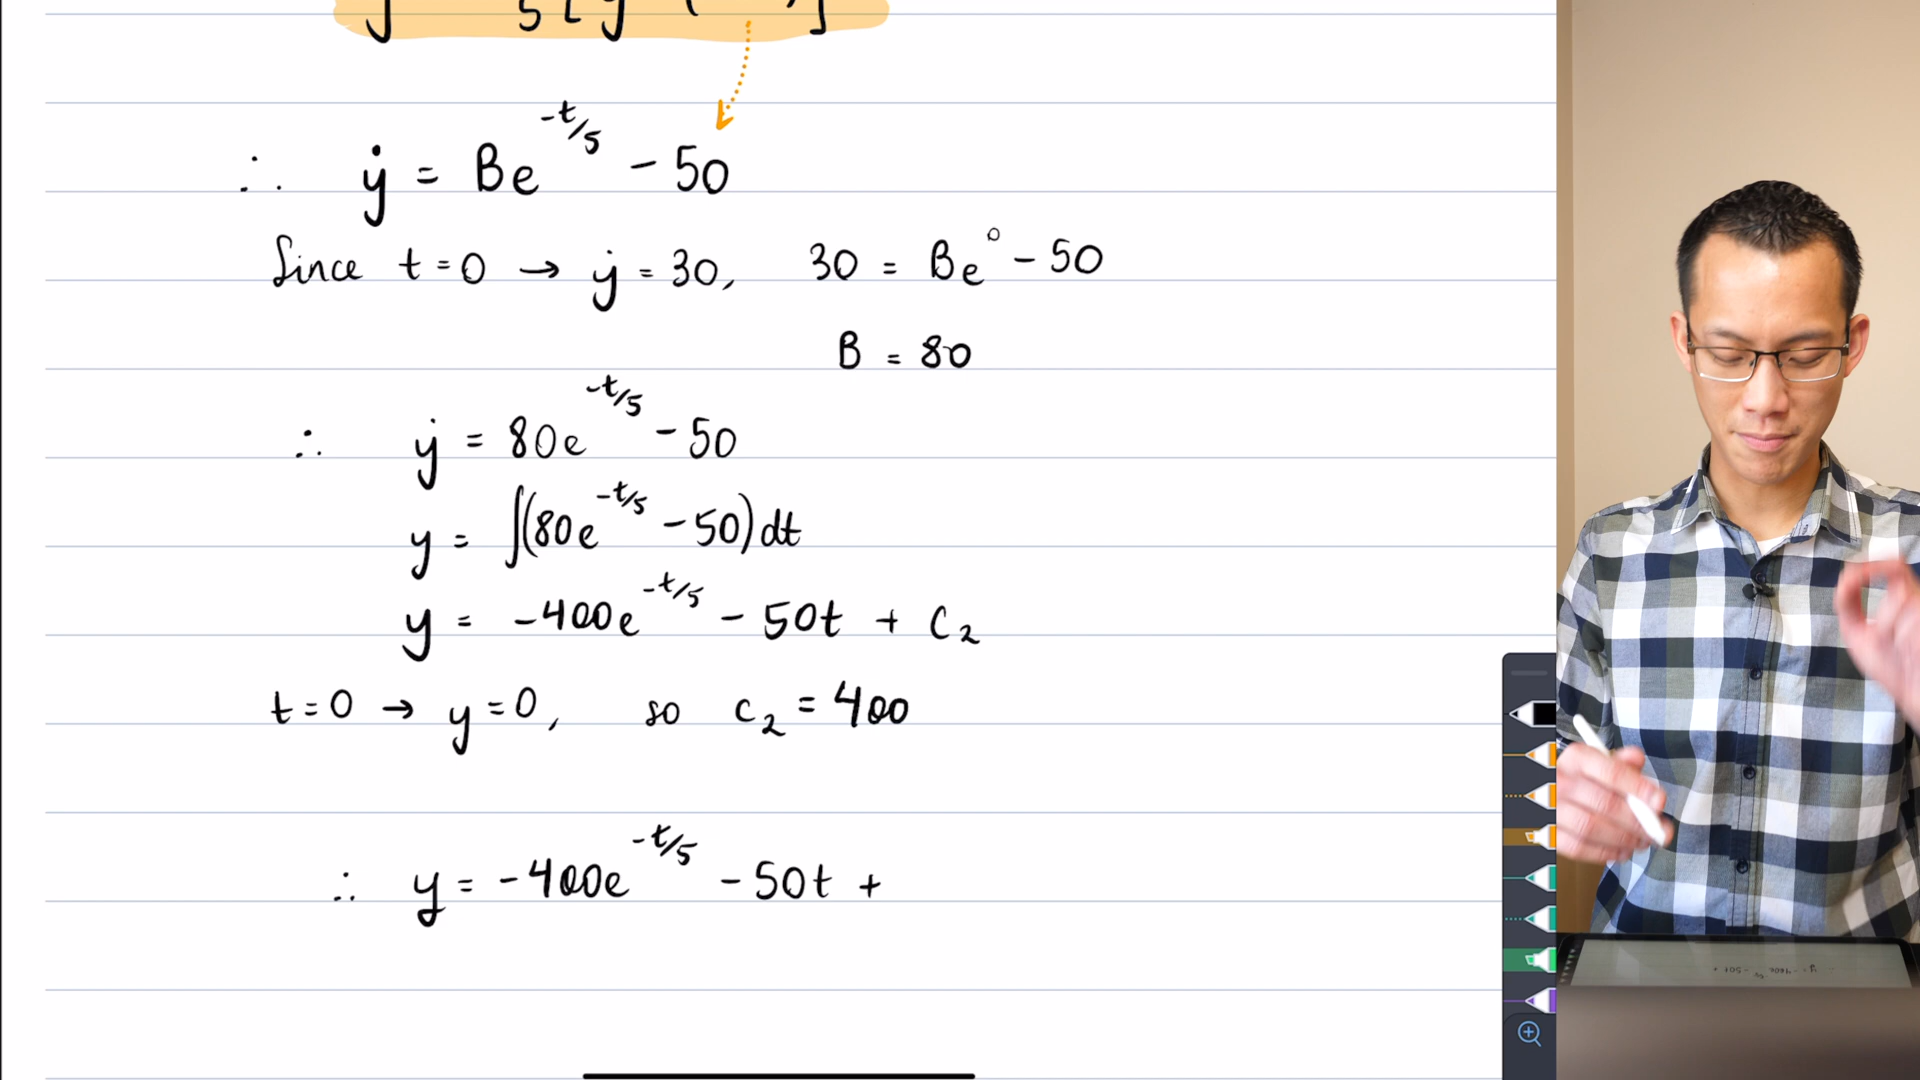 ∴ ẏ = Be^(-t/5) - 50
Since t=0 → ẏ = 30, 30 = Be^0 - 50
B = 80
∴ ẏ = 80e^(-t/5) - 50
y = ∫(80e^(-t/5) - 50)dt
y = -400e^(-t/5) - 50t + C₂
t=0 → y=0, so C₂ = 400
∴ y = -400e^(-t/5) - 50t +